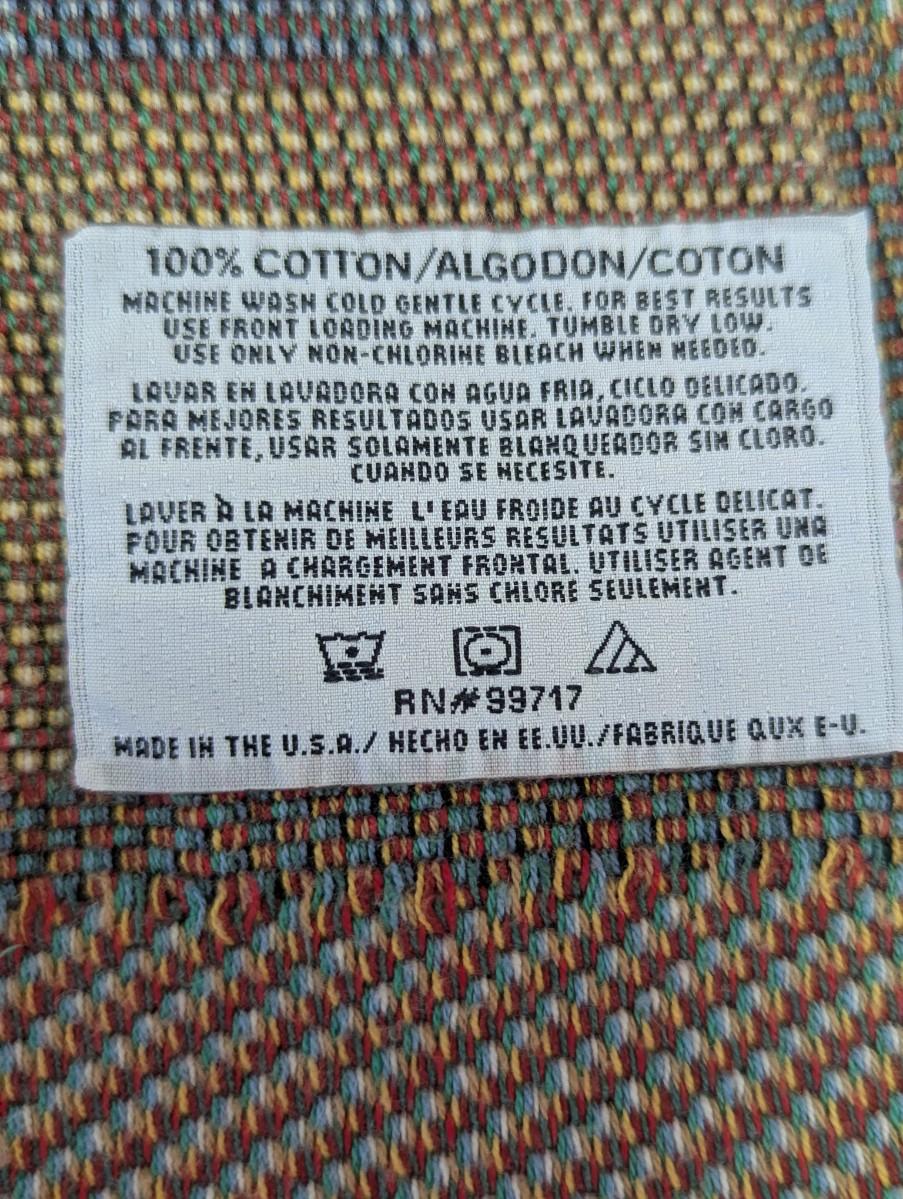 100% COTTON/ALGODON/COTON
MACHINE WASH COLD GENTLE CYCLE. FOR BEST RESULTS
USE FRONT LOADING MACHINE. TUMBLE DRY LOW.
USE ONLY NON-CHLORINE BLEACH WHEN NEEDED.
LAVAR EN LAVADORA CON AGUA FRIA, CICLO DELICADO.
PARA MEJORES RESULTADOS USAR LAVADORA CON CARGO
AL FRENTE, USAR SOLAMENTE BLANQUEADOR SIN CLORO.
CUANDO SE NECESITE.
LAVER À LA MACHINE L'EAU FROIDE AU CYCLE DELICAT.
POUR OBTENIR DE MEILLEURS RESULTATS UTILISER UNA
MACHINE A CHARGEMENT FRONTAL. UTILISER AGENT DE
BLANCHIMENT SANS CHLORE SEULEMENT.
RN#99717
MADE IN THE U.S.A./ HECHO EN EE.UU./FABRIQUE QUX E-U.